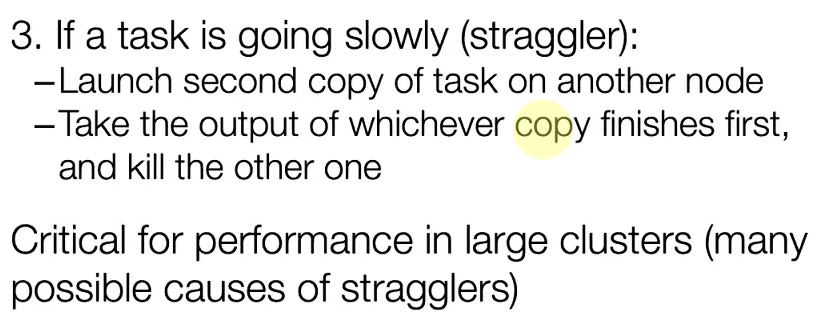 3. If a task is going slowly (straggler):
–Launch second copy of task on another node
–Take the output of whichever copy finishes first,
and kill the other one
Critical for performance in large clusters (many
possible causes of stragglers)